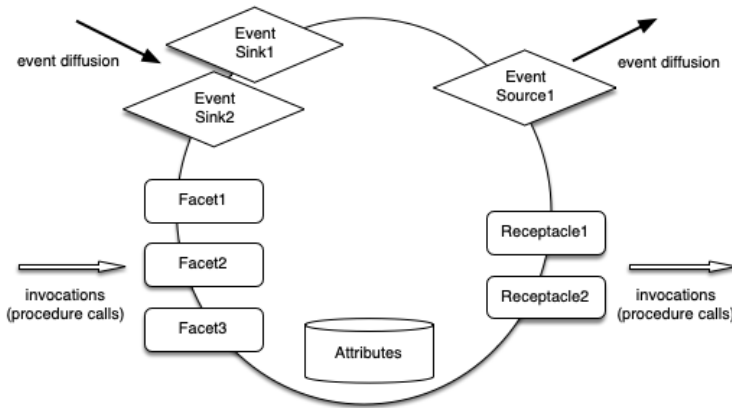 event diffusion
Event
Sink1
Event
Sink2
Event
Source1
event diffusion
Facet1
Facet2
Facet3
invocations
(procedure calls)
Receptacle1
Receptacle2
invocations
(procedure calls)
Attributes